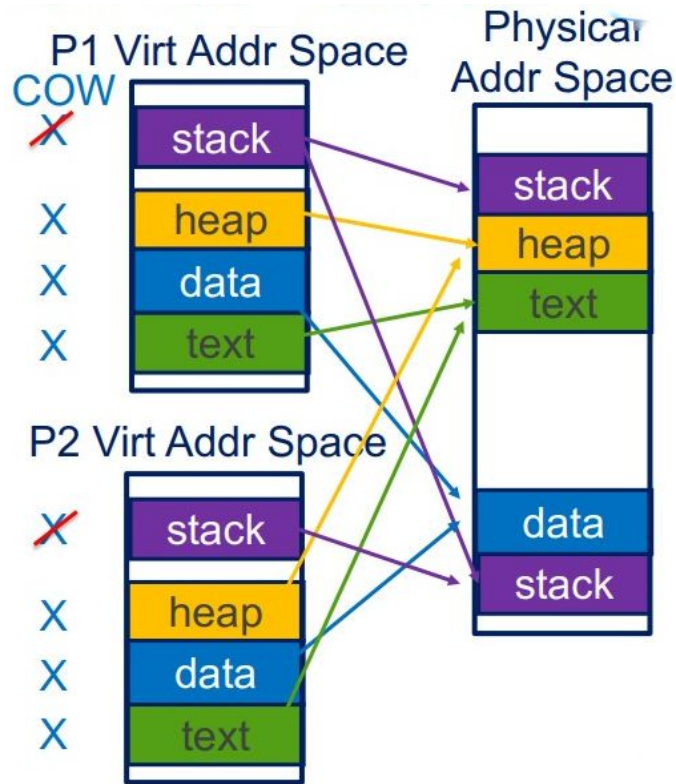 P1 Virt Addr Space
COW
X
stack
X
heap
X
data
X
text
P2 Virt Addr Space
X
stack
X
heap
X
data
X
text
Physical
Addr Space
stack
heap
text
data
stack